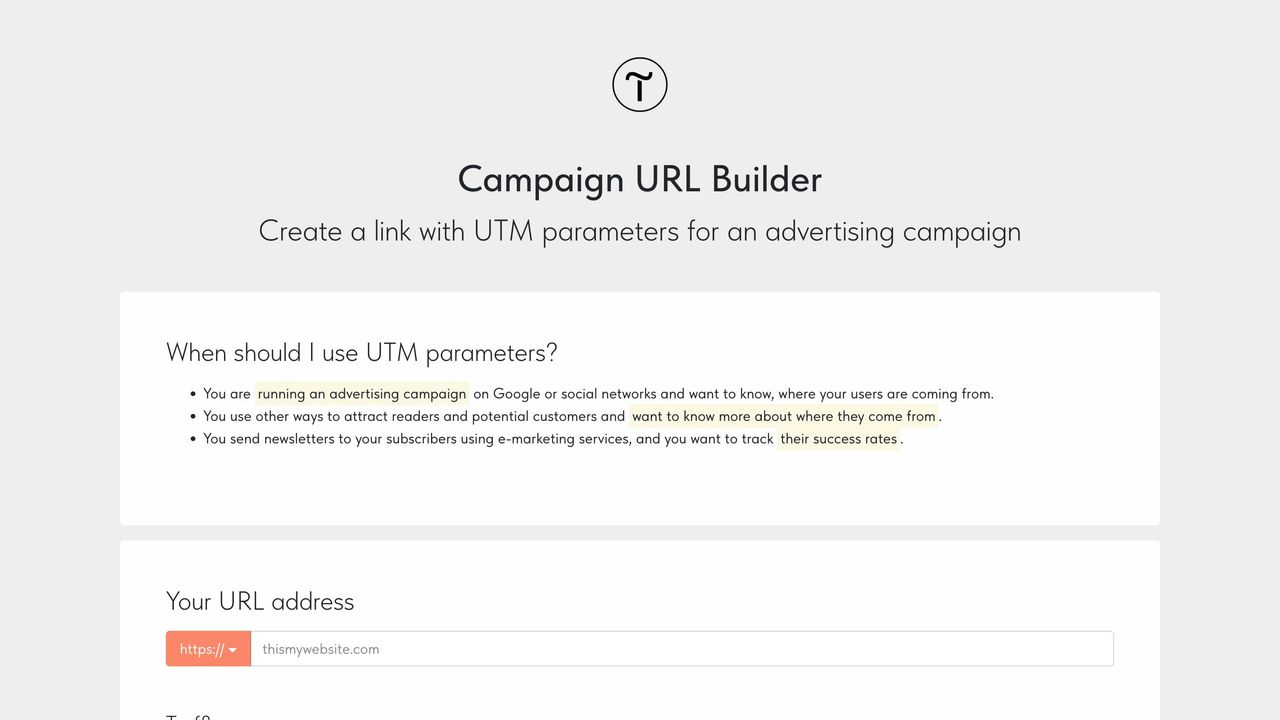 Campaign URL Builder
Create a link with UTM parameters for an advertising campaign
When should I use UTM parameters?
• You are running an advertising campaign on Google or social networks and want to know, where your users are coming from.
• You use other ways to attract readers and potential customers and want to know more about where they come from .
• You send newsletters to your subscribers using e-marketing services, and you want to track their success rates .
Your URL address
https:// thismywebsite.com